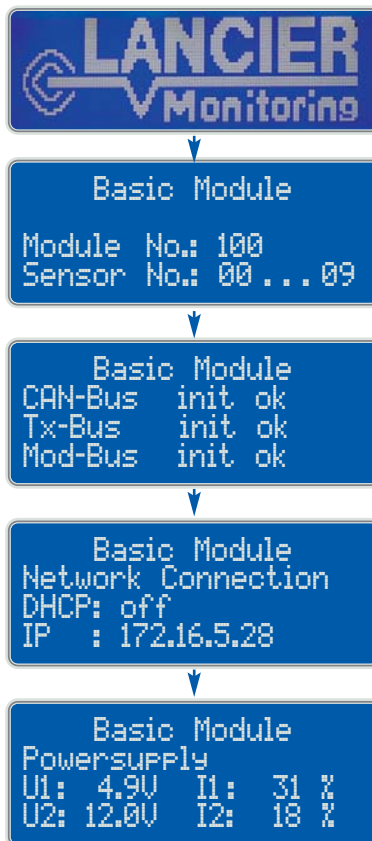 LANCIER
Monitoring
Basic Module
Module No.: 100
Sensor No.: 00 ... 09
Basic Module
CAN-Bus init ok
Tx-Bus init ok
Mod-Bus init ok
Basic Module
Network Connection
DHCP: off
IP : 172.16.5.28
Basic Module
Powersupply
U1: 4.9V I1: 31 %
U2: 12.0V I2: 18 %